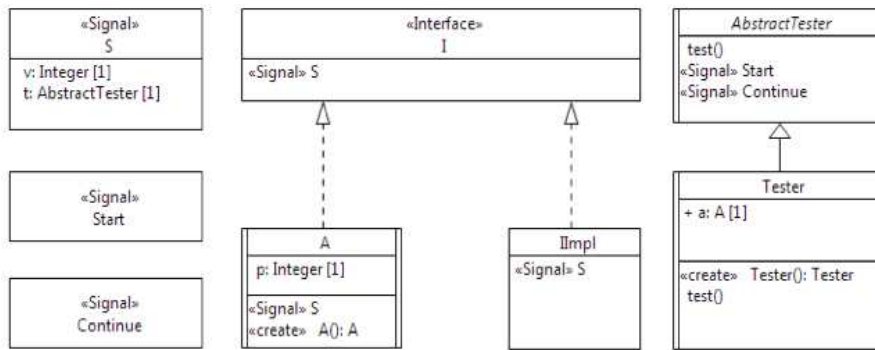 «Signal»
S
v: Integer [1]
t: AbstractTester [1]
«Signal»
Start
«Signal»
Continue
«Interface»
I
«Signal» S
A
p: Integer [1]
«Signal» S
«create» A(): A
IImpl
«Signal» S
AbstractTester
test()
«Signal» Start
«Signal» Continue
Tester
+ a: A [1]
«create» Tester(): Tester
test()